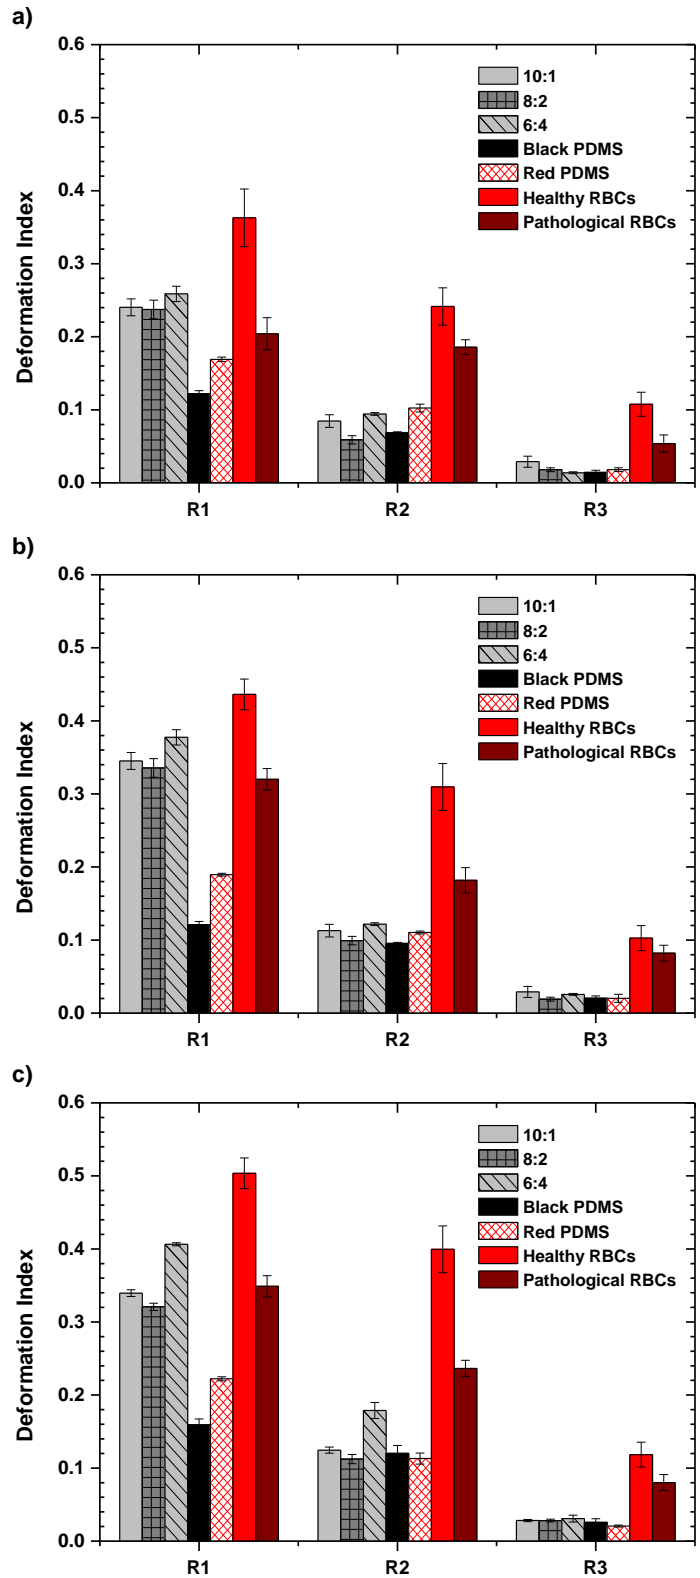 a)
0.6
0.5
0.4
0.3
0.2
0.1
0.0
Deformation Index
10:1
8:2
6:4
Black PDMS
Red PDMS
Healthy RBCs
Pathological RBCs
R1 R2 R3
b)
0.6
0.5
0.4
0.3
0.2
0.1
0.0
Deformation Index
10:1
8:2
6:4
Black PDMS
Red PDMS
Healthy RBCs
Pathological RBCs
R1 R2 R3
c)
0.6
0.5
0.4
0.3
0.2
0.1
0.0
Deformation Index
10:1
8:2
6:4
Black PDMS
Red PDMS
Healthy RBCs
Pathological RBCs
R1 R2 R3